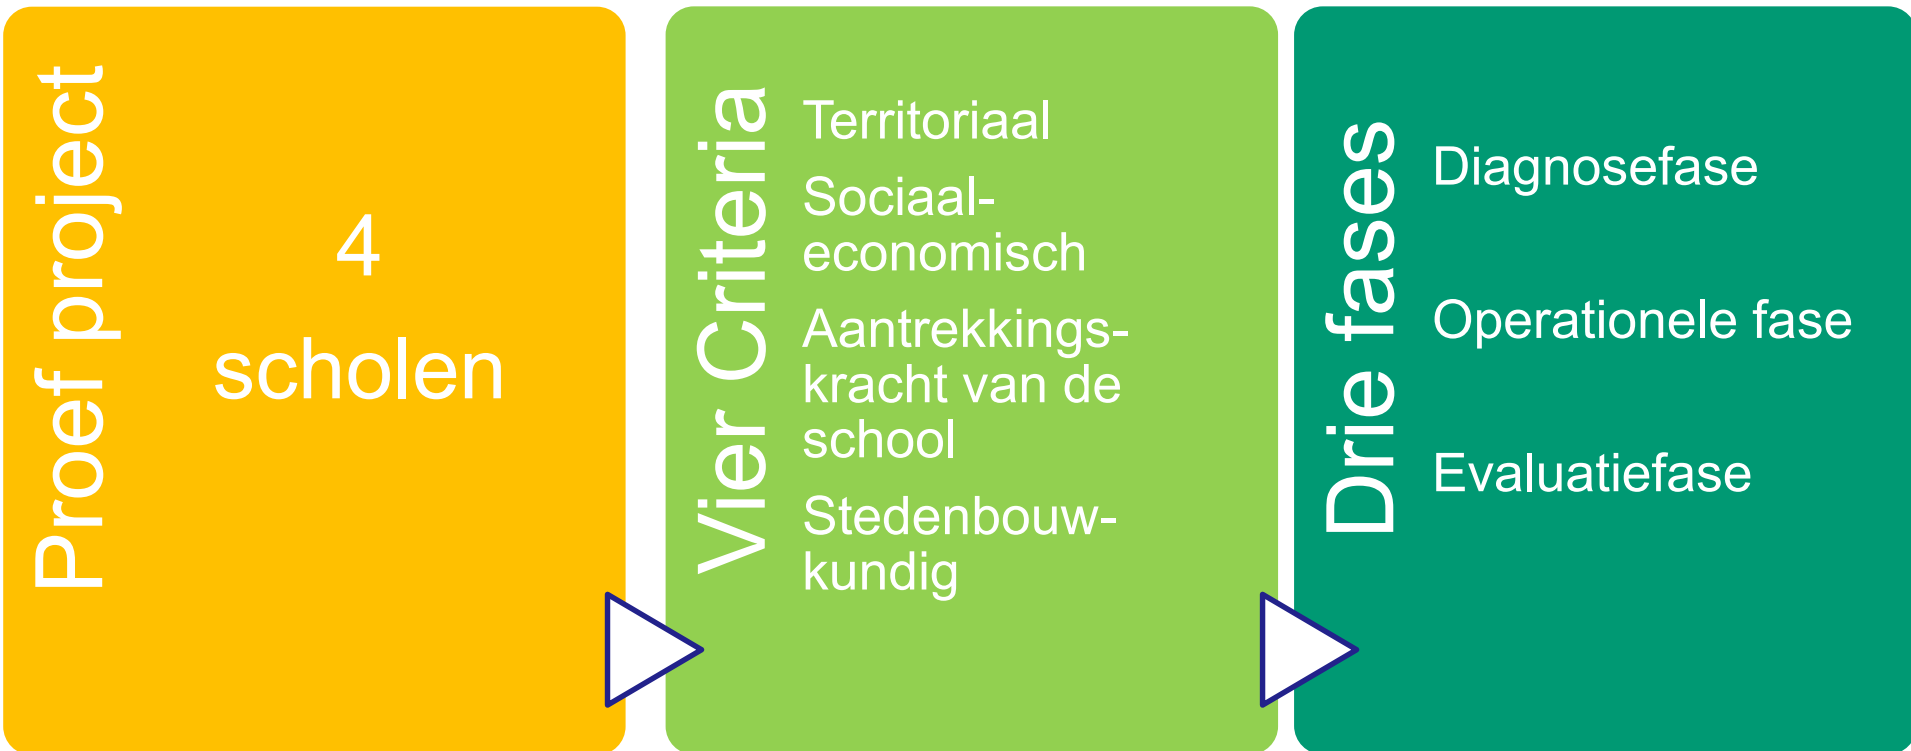 Proef project
4
scholen
Vier Criteria
Territoriaal
Sociaal-
economisch
Aantrekkings-
kracht van de
school
Stedenbouw-
kundig
Drie fases
Diagnosefase
Operationele fase
Evaluatiefase